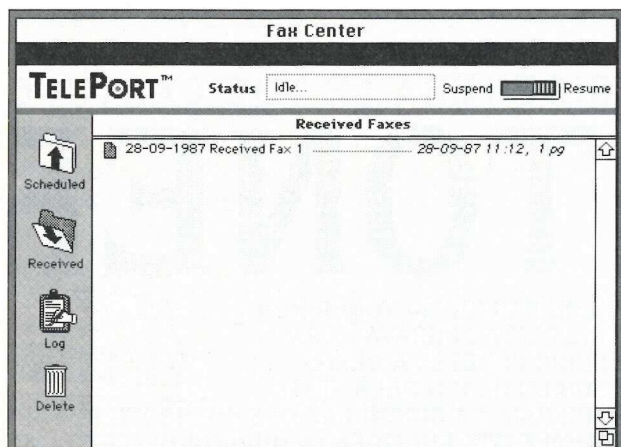 Fax Center
TELEPORT™ Status Idle... Suspend Resume
Received Faxes
28-09-1987 Received Fax 1 28-09-87 11:12, 1 pg
Scheduled
Received
Log
Delete